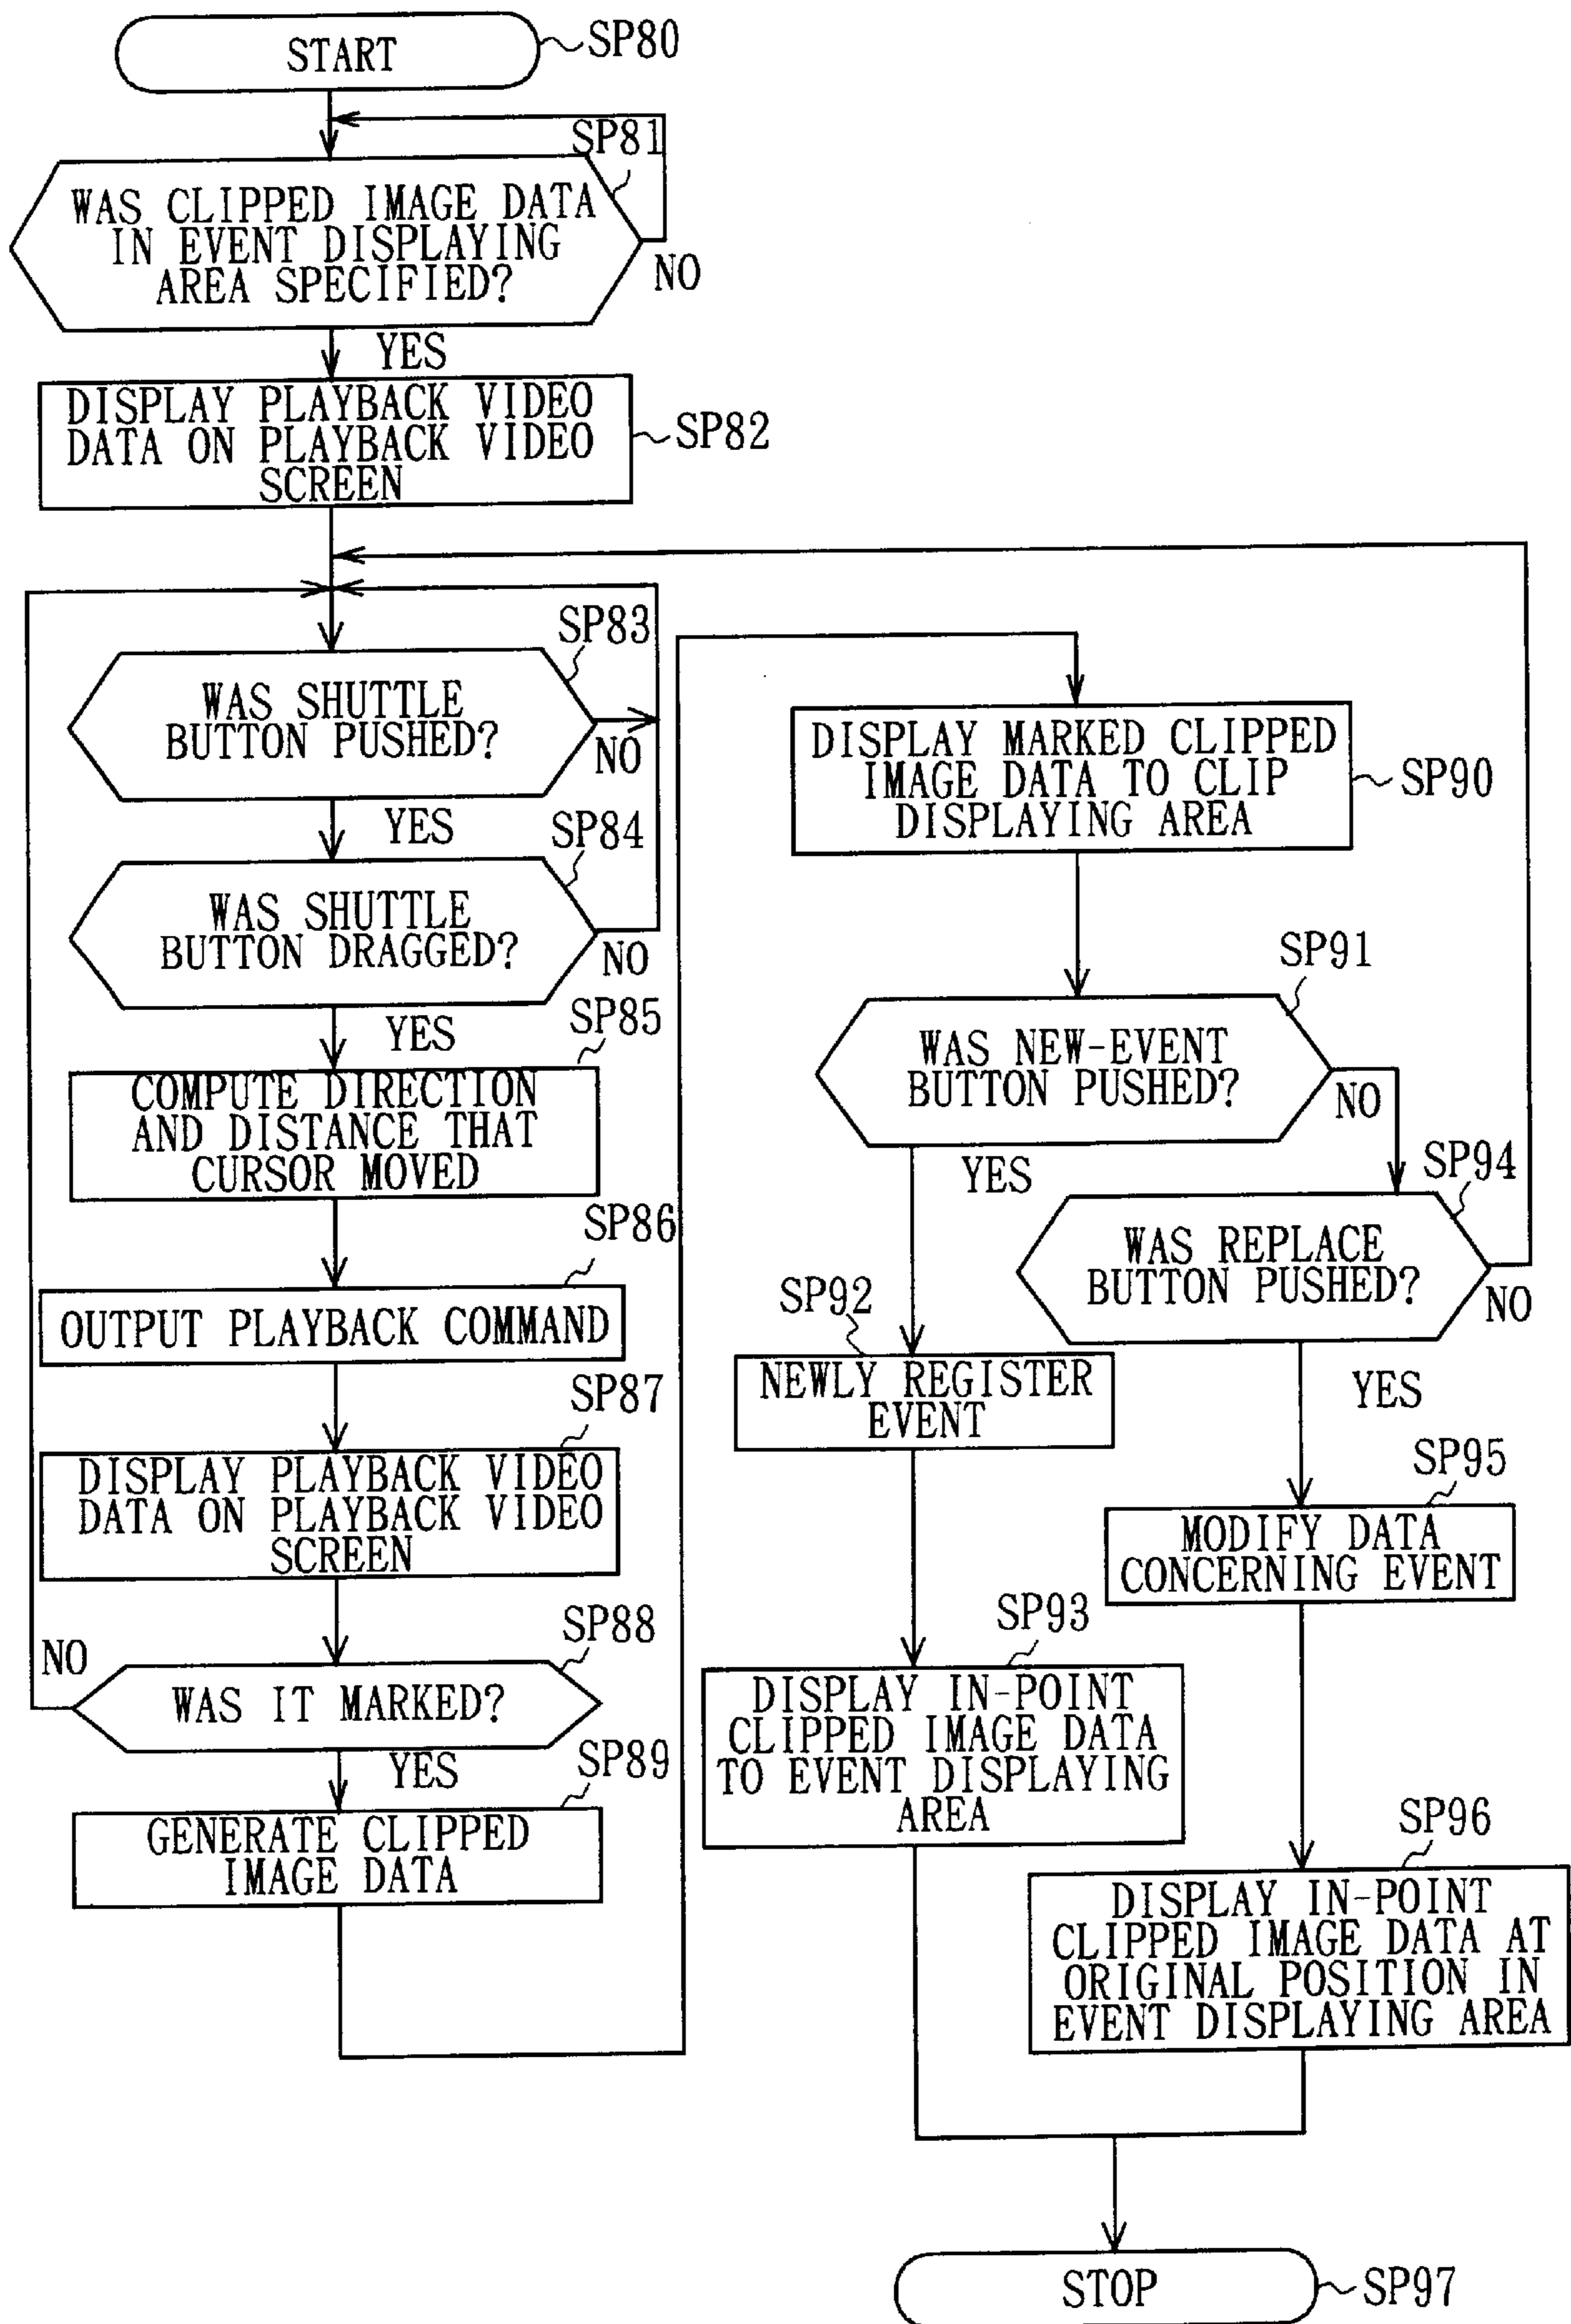 START
SP80
SP81
WAS CLIPPED IMAGE DATA
IN EVENT DISPLAYING
AREA SPECIFIED?
NO
YES
DISPLAY PLAYBACK VIDEO
DATA ON PLAYBACK VIDEO
SCREEN
SP82
SP83
WAS SHUTTLE
BUTTON PUSHED?
NO
YES
SP84
WAS SHUTTLE
BUTTON DRAGGED?
NO
YES
SP85
COMPUTE DIRECTION
AND DISTANCE THAT
CURSOR MOVED
SP86
OUTPUT PLAYBACK COMMAND
SP87
DISPLAY PLAYBACK VIDEO
DATA ON PLAYBACK VIDEO
SCREEN
SP88
NO
WAS IT MARKED?
YES
SP89
GENERATE CLIPPED
IMAGE DATA
DISPLAY MARKED CLIPPED
IMAGE DATA TO CLIP
DISPLAYING AREA
SP90
SP91
WAS NEW-EVENT
BUTTON PUSHED?
NO
YES
SP94
WAS REPLACE
BUTTON PUSHED?
NO
YES
SP92
NEWLY REGISTER
EVENT
SP95
MODIFY DATA
CONCERNING EVENT
SP93
DISPLAY IN-POINT
CLIPPED IMAGE DATA
TO EVENT DISPLAYING
AREA
SP96
DISPLAY IN-POINT
CLIPPED IMAGE DATA AT
ORIGINAL POSITION IN
EVENT DISPLAYING AREA
STOP
SP97